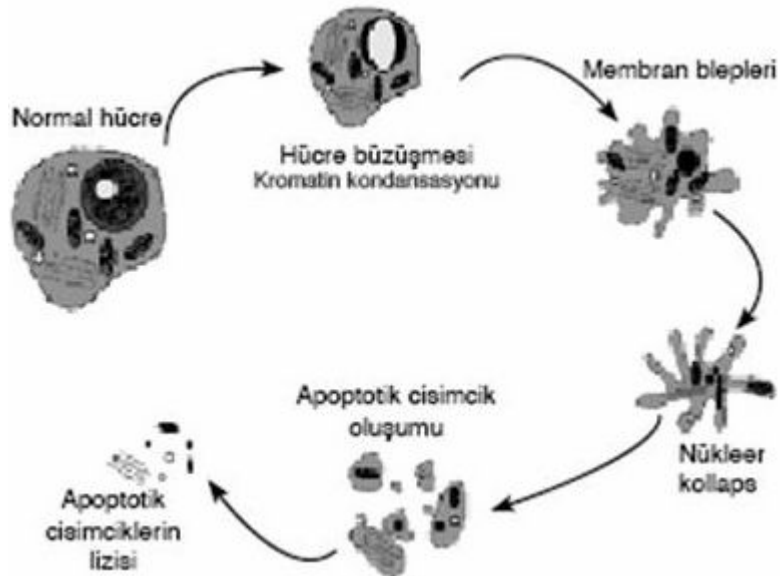 Normal hücre
Hücre büzüşmesi
Kromatin kondansasyonu
Membran blepleri
Nükleer
kollaps
Apoptotik cisimcik
oluşumu
Apoptotik
cisimciklerin
lizisi